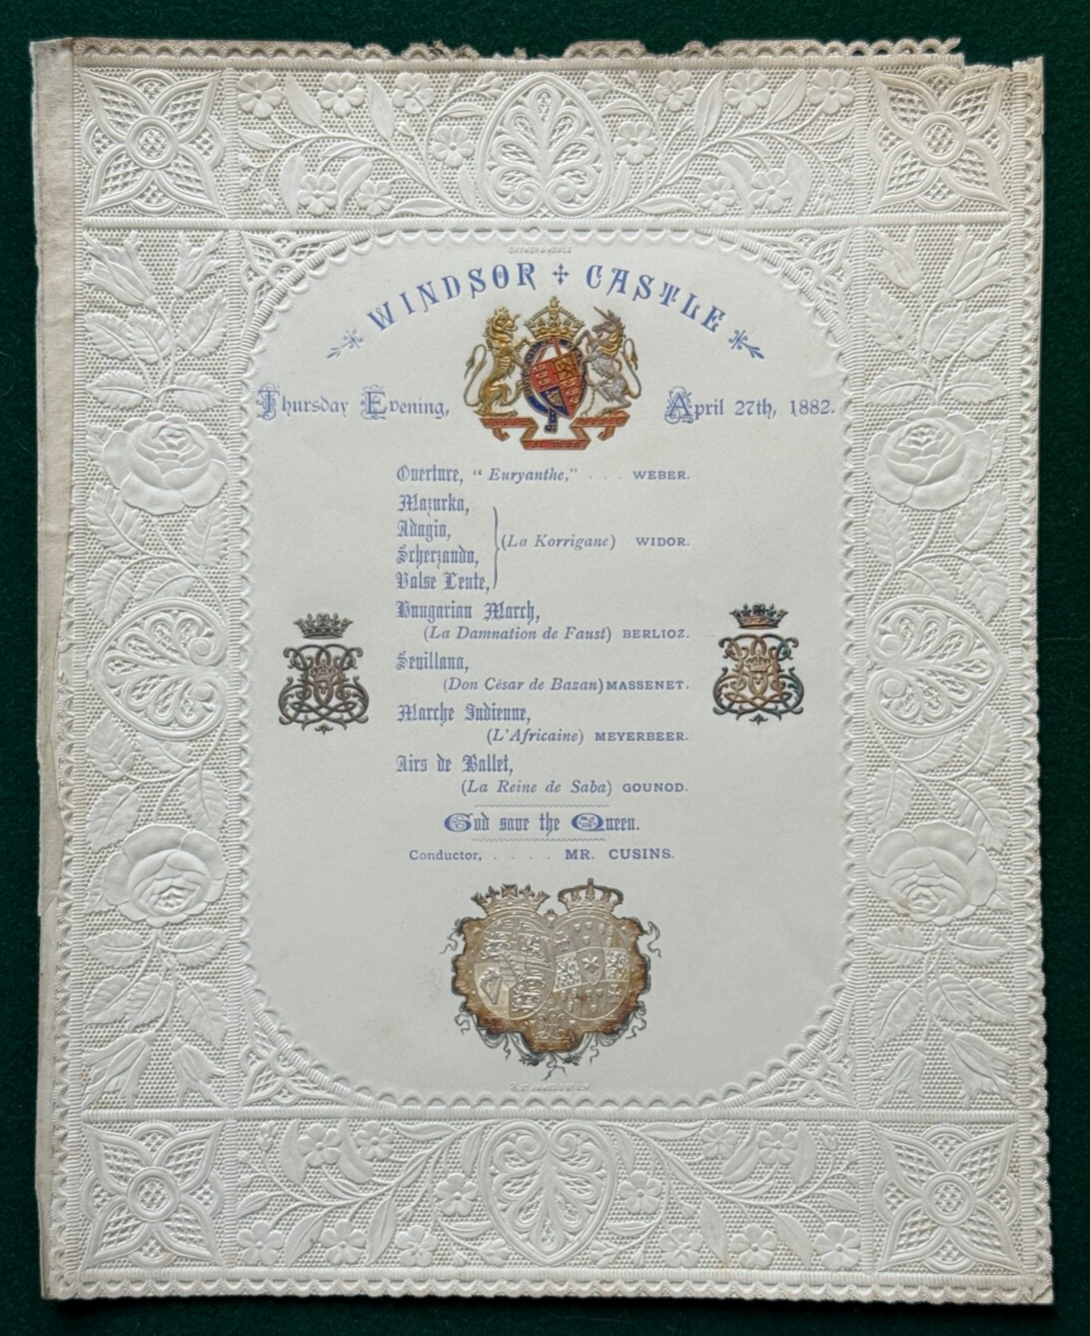 WINDSOR CASTLE
Thursday Evening, April 27th, 1882.
Overture, “Euryanthe,” . . . WEBER.
Mazurka,
Adagio,
Scherzando,
Valse Lente,
(La Korrigane) WIDOR.
Hungarian March,
(La Damnation de Faust) BERLIOZ.
Sevillana,
(Don César de Bazan) MASSENET.
Marche Indienne,
(L'Africaine) MEYERBEER.
Airs de Ballet,
(La Reine de Saba) GOUNOD.
God save the Queen.
Conductor, . . . . MR. CUSINS.